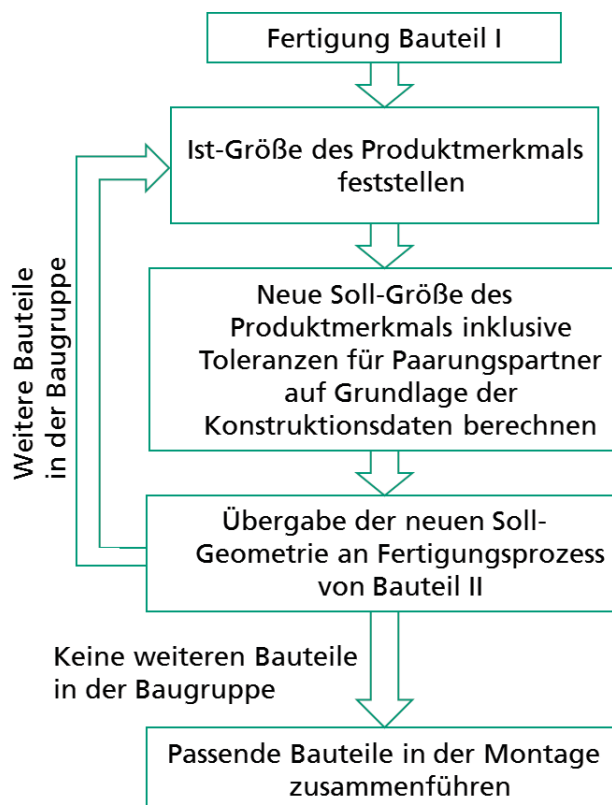 Fertigung Bauteil I
Ist-Größe des Produktmerkmals
feststellen
Neue Soll-Größe des
Produktmerkmals inklusive
Toleranzen für Paarungspartner
auf Grundlage der
Konstruktionsdaten berechnen
Weitere Bauteile
in der Baugruppe
Übergabe der neuen Soll-
Geometrie an Fertigungsprozess
von Bauteil II
Keine weiteren Bauteile
in der Baugruppe
Passende Bauteile in der Montage
zusammenführen